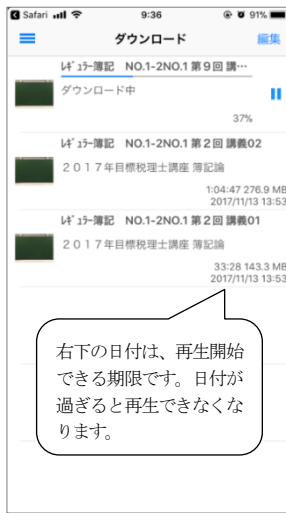 Safari 9:36 91%
ダウンロード 編集
ﾚｷﾞｭﾗｰ簿記 NO.1-2NO.1 第９回 講…
ダウンロード中
37%
ﾚｷﾞｭﾗｰ簿記 NO.1-2NO.1 第２回 講義02
２０１７年目標税理士講座 簿記論
1:04:47 276.9 MB
2017/11/13 13:53
ﾚｷﾞｭﾗｰ簿記 NO.1-2NO.1 第２回 講義01
２０１７年目標税理士講座 簿記論
33:28 143.3 MB
2017/11/13 13:53
右下の日付は、再生開始
できる期限です。日付が
過ぎると再生できなくな
ります。